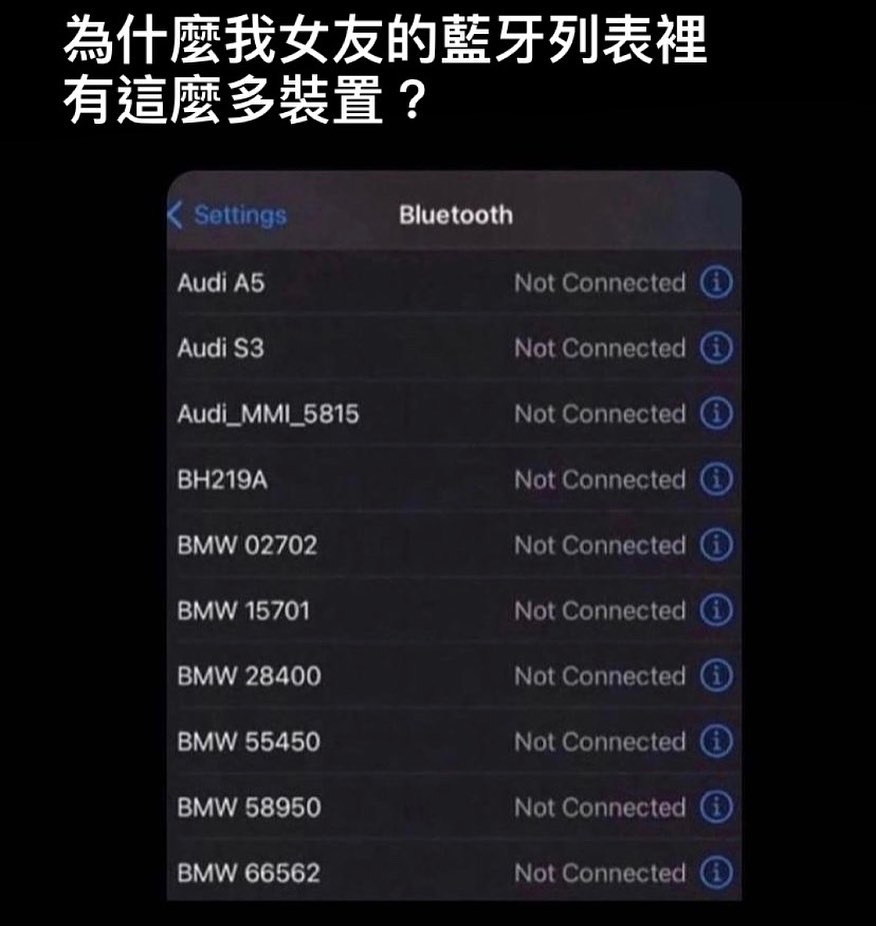 為什麼我女友的藍牙列表裡
有這麼多裝置？
Settings Bluetooth
Audi A5 Not Connected
Audi S3 Not Connected
Audi_MMI_5815 Not Connected
BH219A Not Connected
BMW 02702 Not Connected
BMW 15701 Not Connected
BMW 28400 Not Connected
BMW 55450 Not Connected
BMW 58950 Not Connected
BMW 66562 Not Connected